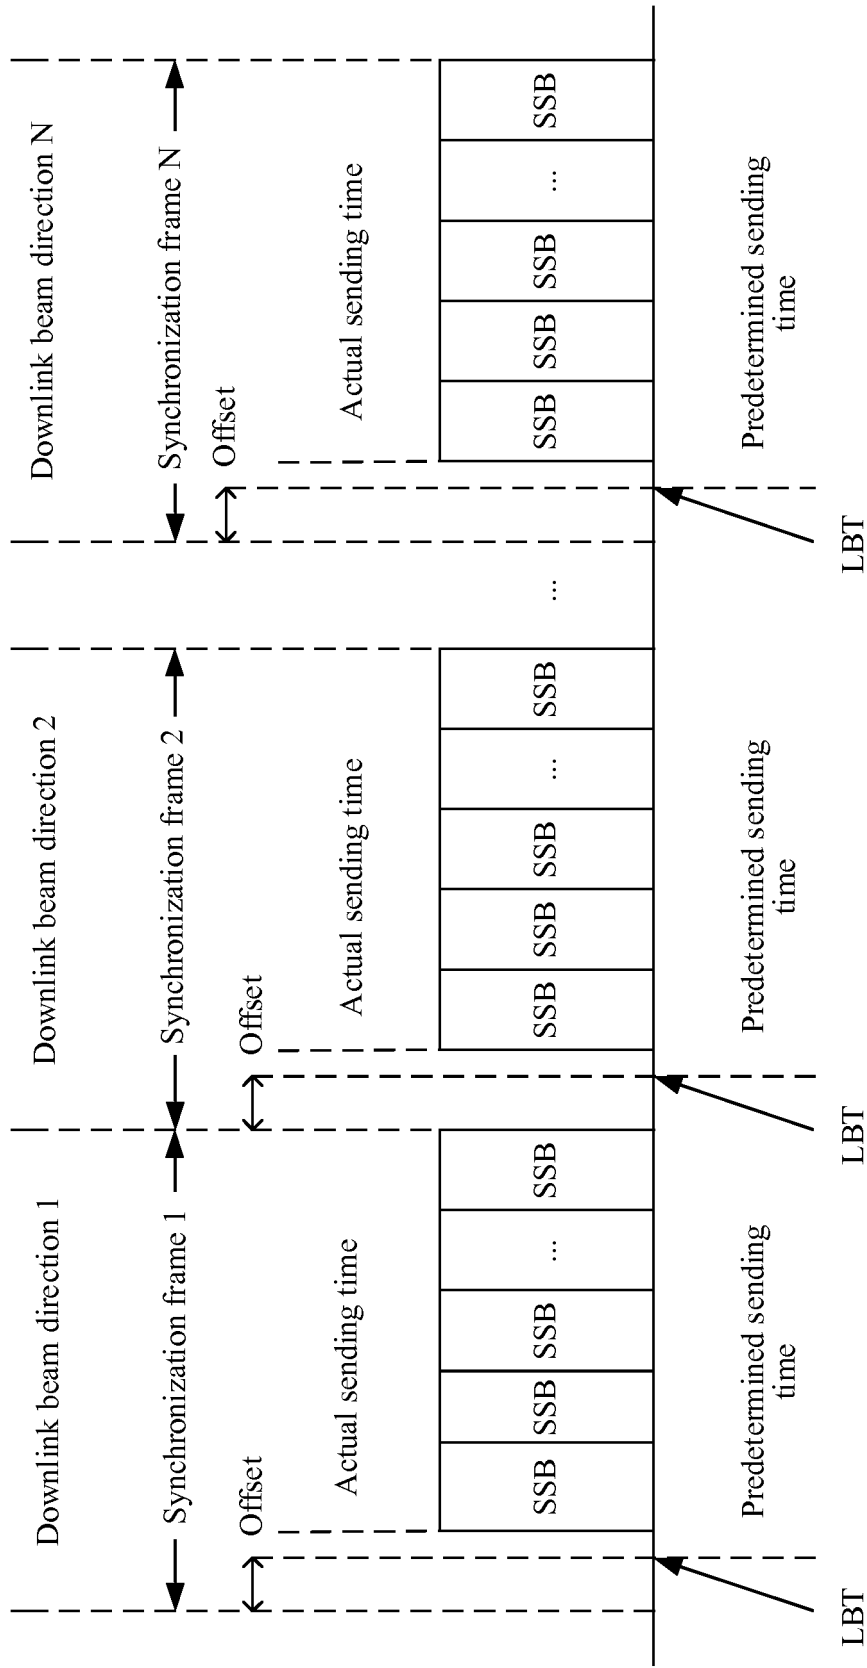 Downlink beam direction 1
Downlink beam direction 2
Downlink beam direction N
Synchronization frame 1
Synchronization frame 2
Synchronization frame N
Offset
Offset
Offset
Actual sending time
Actual sending time
Actual sending time
SSB
SSB
SSB
...
SSB
SSB
SSB
SSB
...
SSB
...
SSB
SSB
SSB
...
SSB
Predetermined sending
time
Predetermined sending
time
Predetermined sending
time
LBT
LBT
LBT